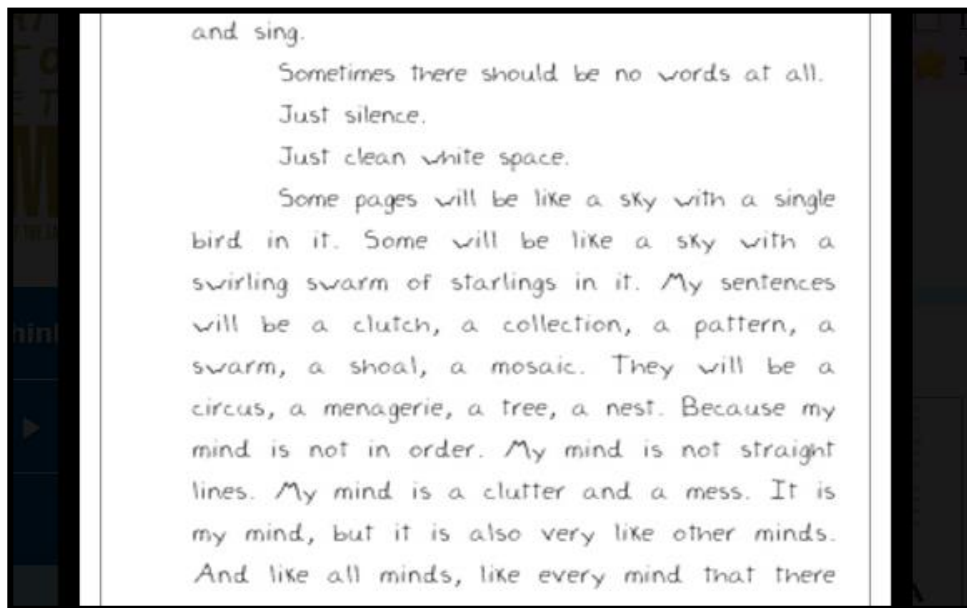 and sing.
Sometimes there should be no words at all.
Just silence.
Just clean white space.
Some pages will be like a sky with a single
bird in it. Some will be like a sky with a
swirling swarm of starlings in it. My sentences
will be a clutch, a collection, a pattern, a
swarm, a shoal, a mosaic. They will be a
circus, a menagerie, a tree, a nest. Because my
mind is not in order. My mind is not straight
lines. My mind is a clutter and a mess. It is
my mind, but it is also very like other minds.
And like all minds, like every mind that there